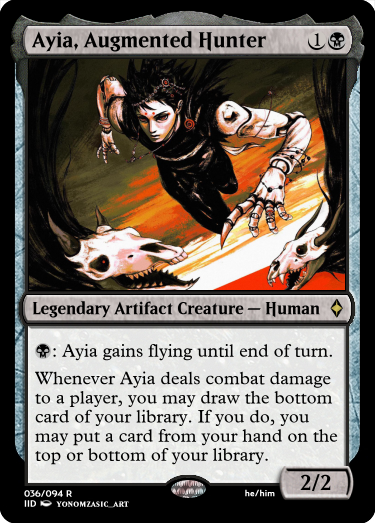 Ayia, Augmented Hunter 1
Legendary Artifact Creature — Human
: Ayia gains flying until end of turn.
Whenever Ayia deals combat damage
to a player, you may draw the bottom
card of your library. If you do, you
may put a card from your hand on the
top or bottom of your library.
2/2
036/094 R he/him
IID YONOMZASIC_ART